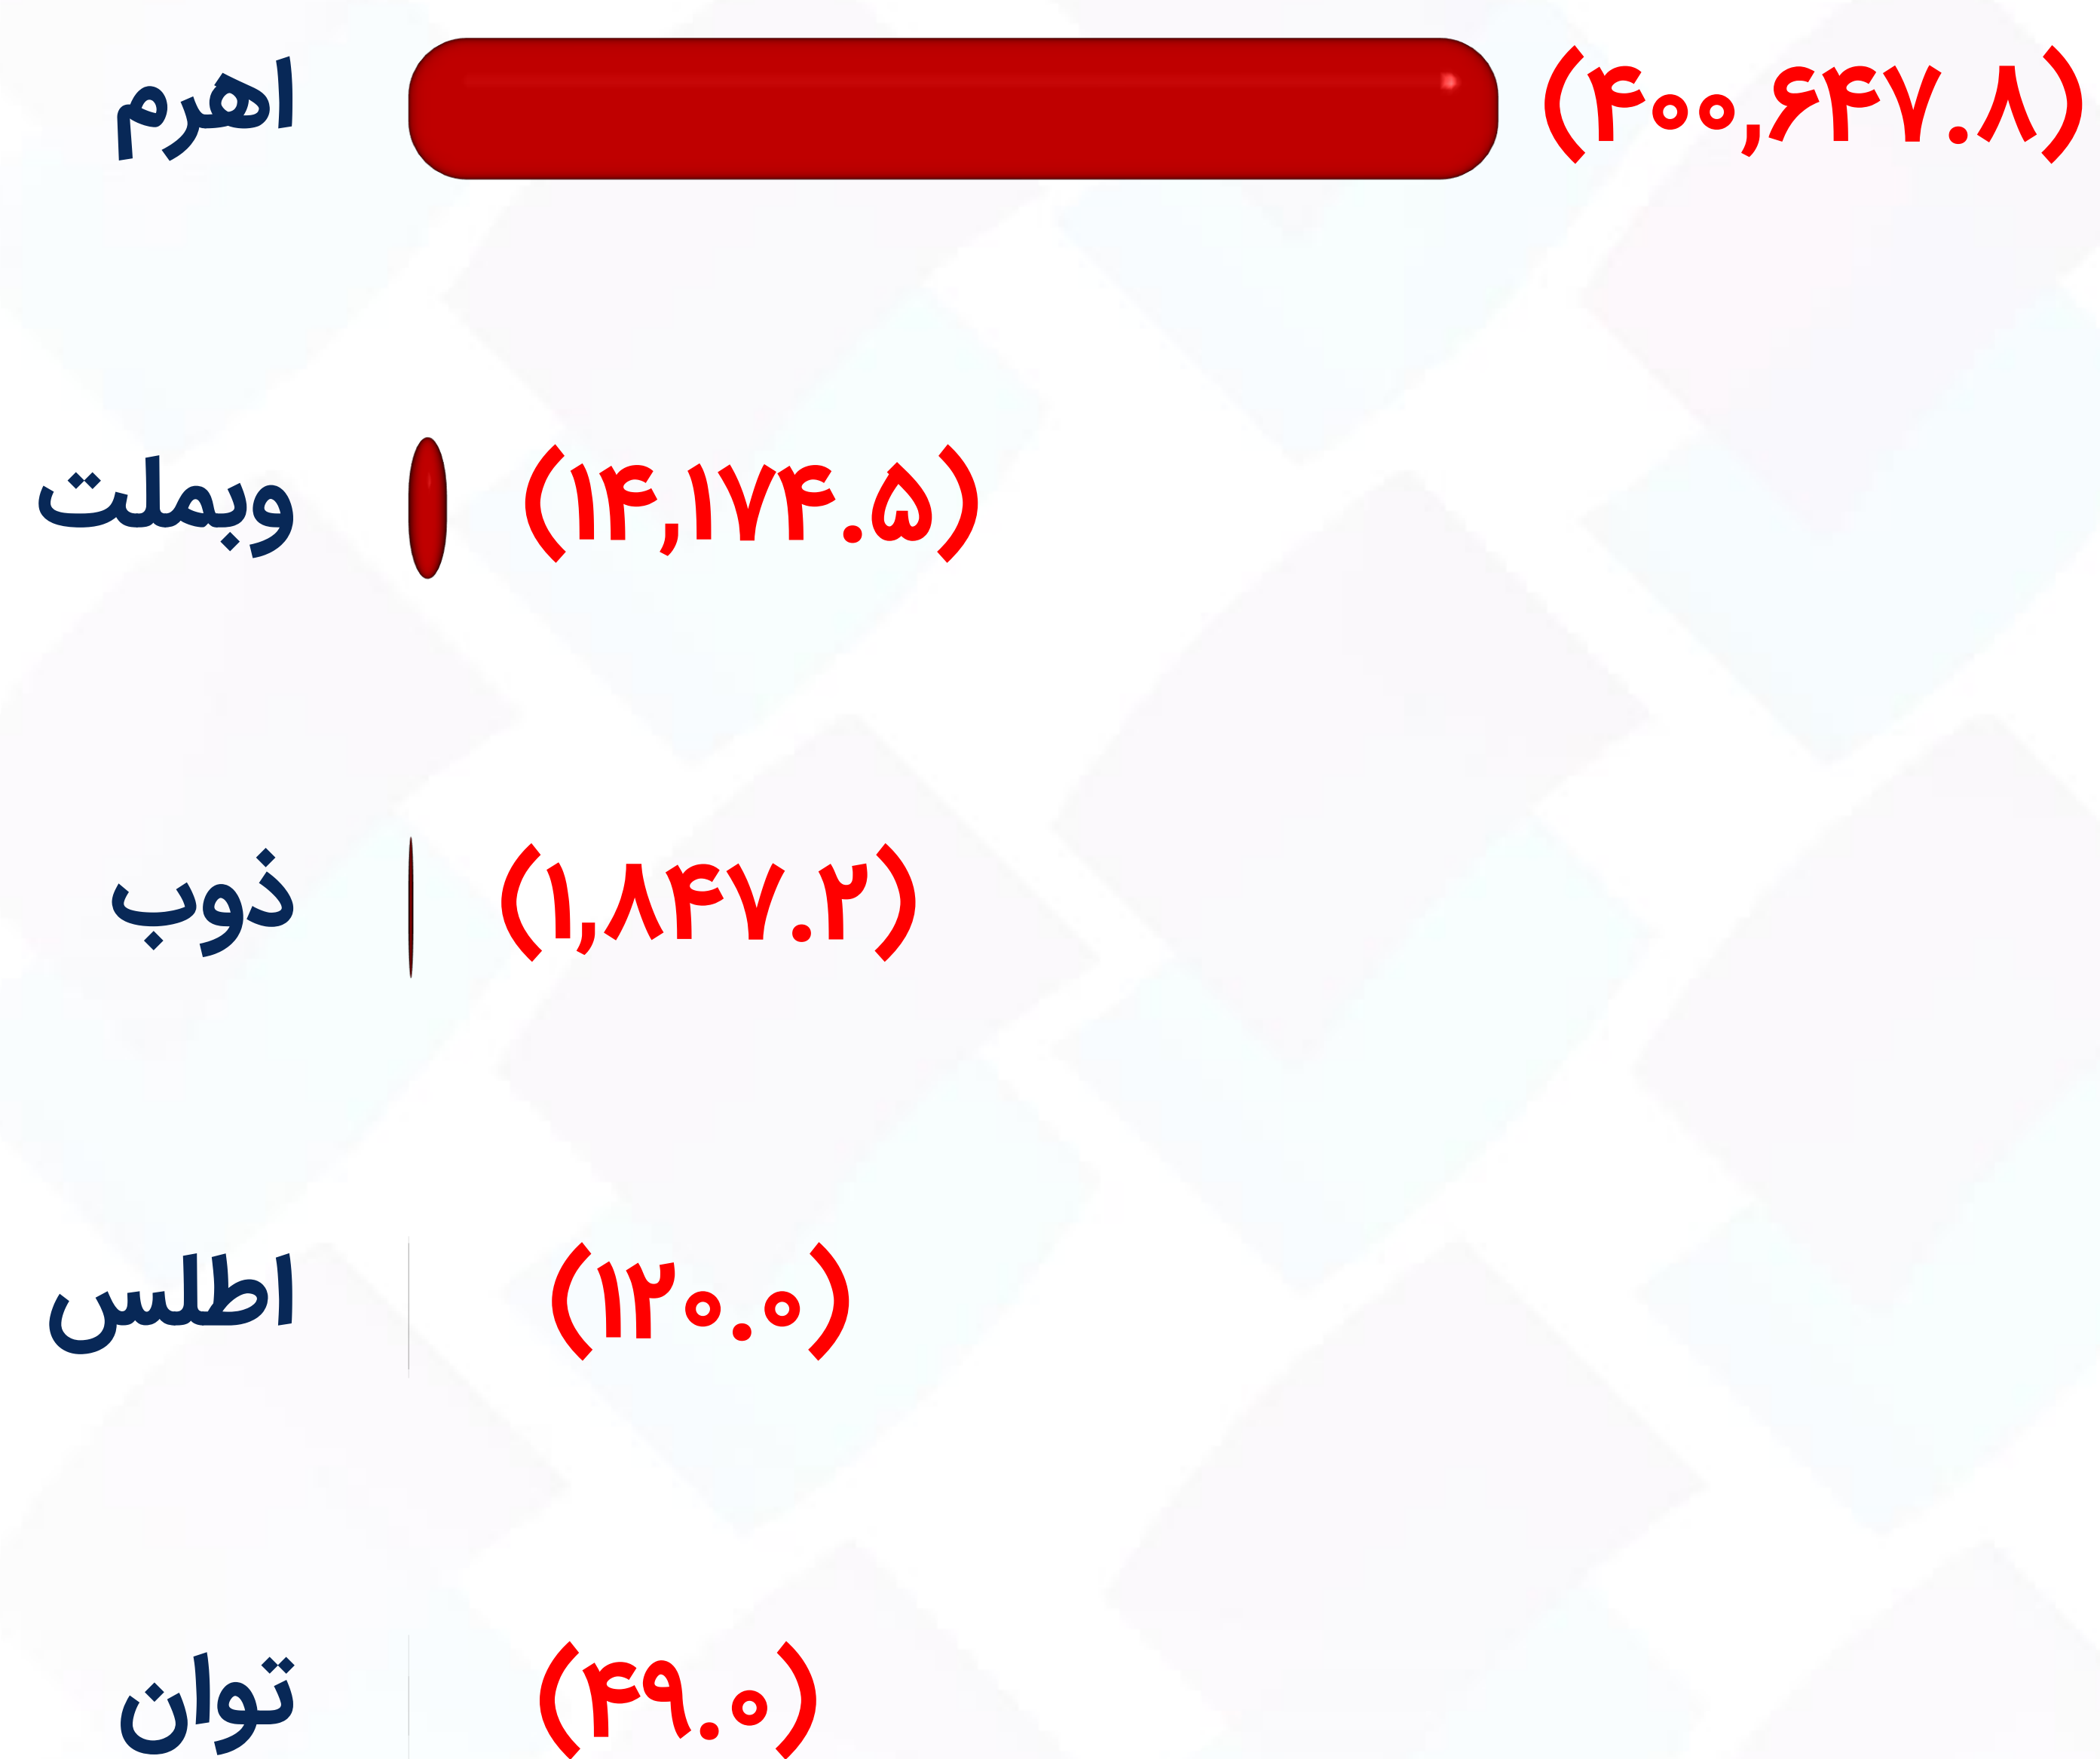 اهرم (۴۰۰,۶۴۷.۸)
وبملت (۱۴,۱۷۴.۵)
ذوب (۱,۸۴۷.۲)
اطلس (۱۲۰.۰)
توان (۴۹.۰)